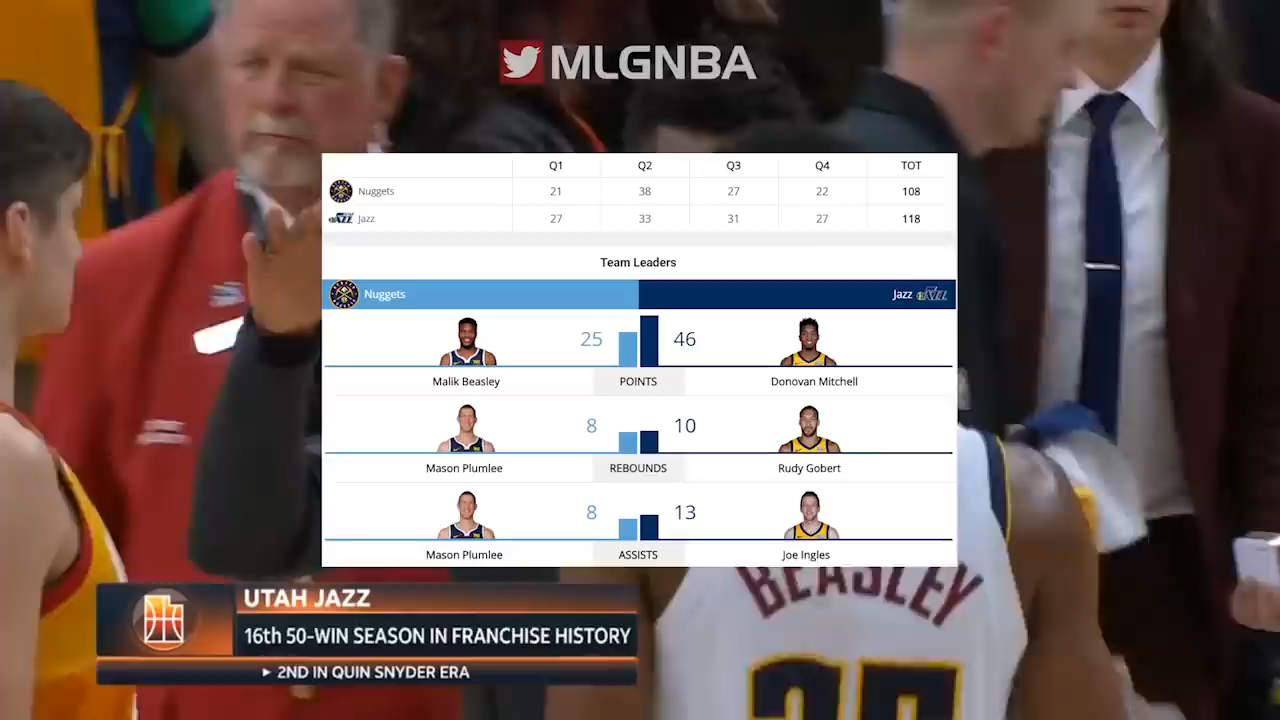 MLGNBA
Q1 Q2 Q3 Q4 TOT
Nuggets 21 38 27 22 108
JAZZ Jazz 27 33 31 27 118
Team Leaders
Nuggets Jazz JAZZ
25 46
Malik Beasley POINTS Donovan Mitchell
8 10
Mason Plumlee REBOUNDS Rudy Gobert
8 13
Mason Plumlee ASSISTS Joe Ingles
BEASLEY
UTAH JAZZ
16th 50-WIN SEASON IN FRANCHISE HISTORY
▸ 2ND IN QUIN SNYDER ERA